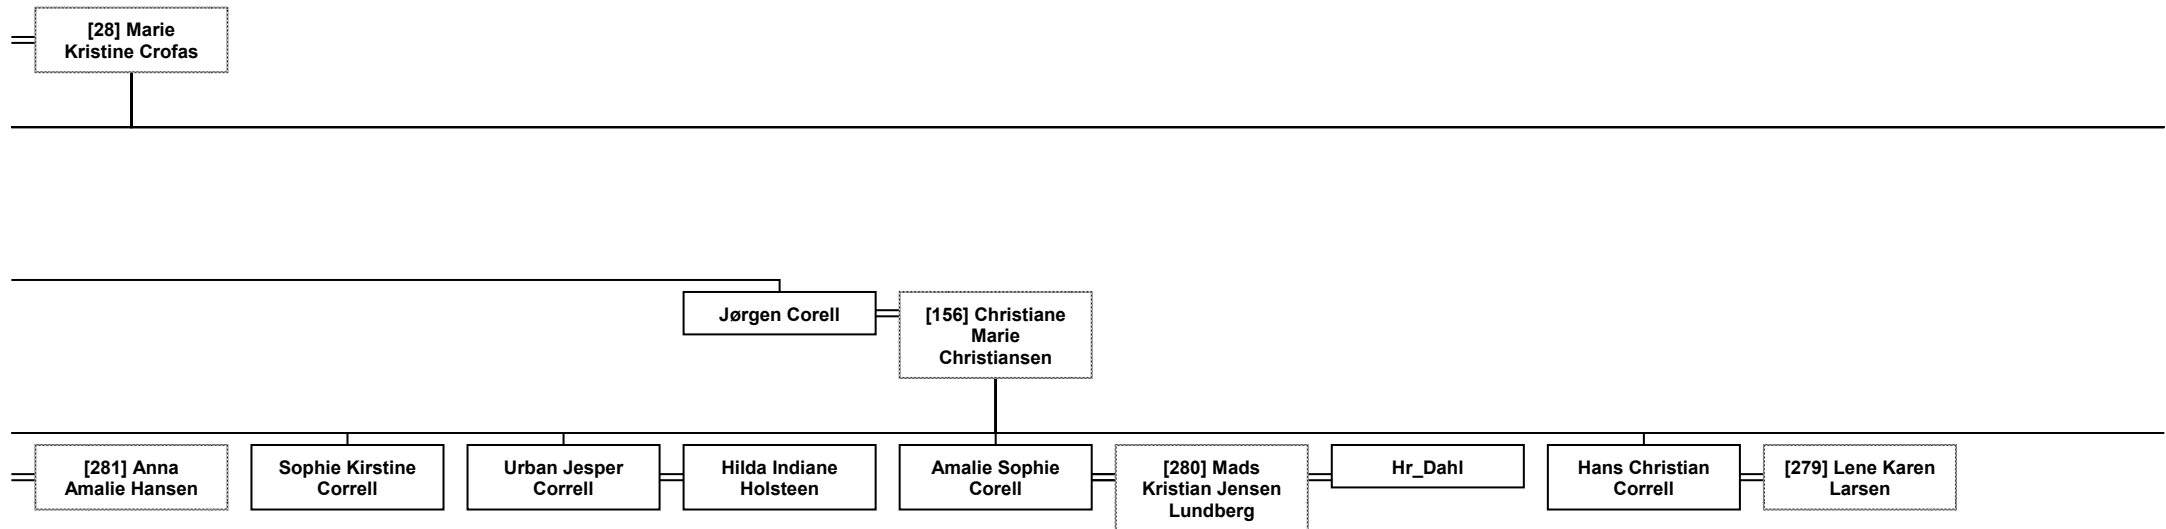 [28] Marie
Kristine Crofas
Jørgen Corell
[156] Christiane
Marie
Christiansen
[281] Anna
Amalie Hansen
Sophie Kirstine
Correll
Urban Jesper
Correll
Hilda Indiane
Holsteen
Amalie Sophie
Corell
[280] Mads
Kristian Jensen
Lundberg
Hr_Dahl
Hans Christian
Correll
[279] Lene Karen
Larsen